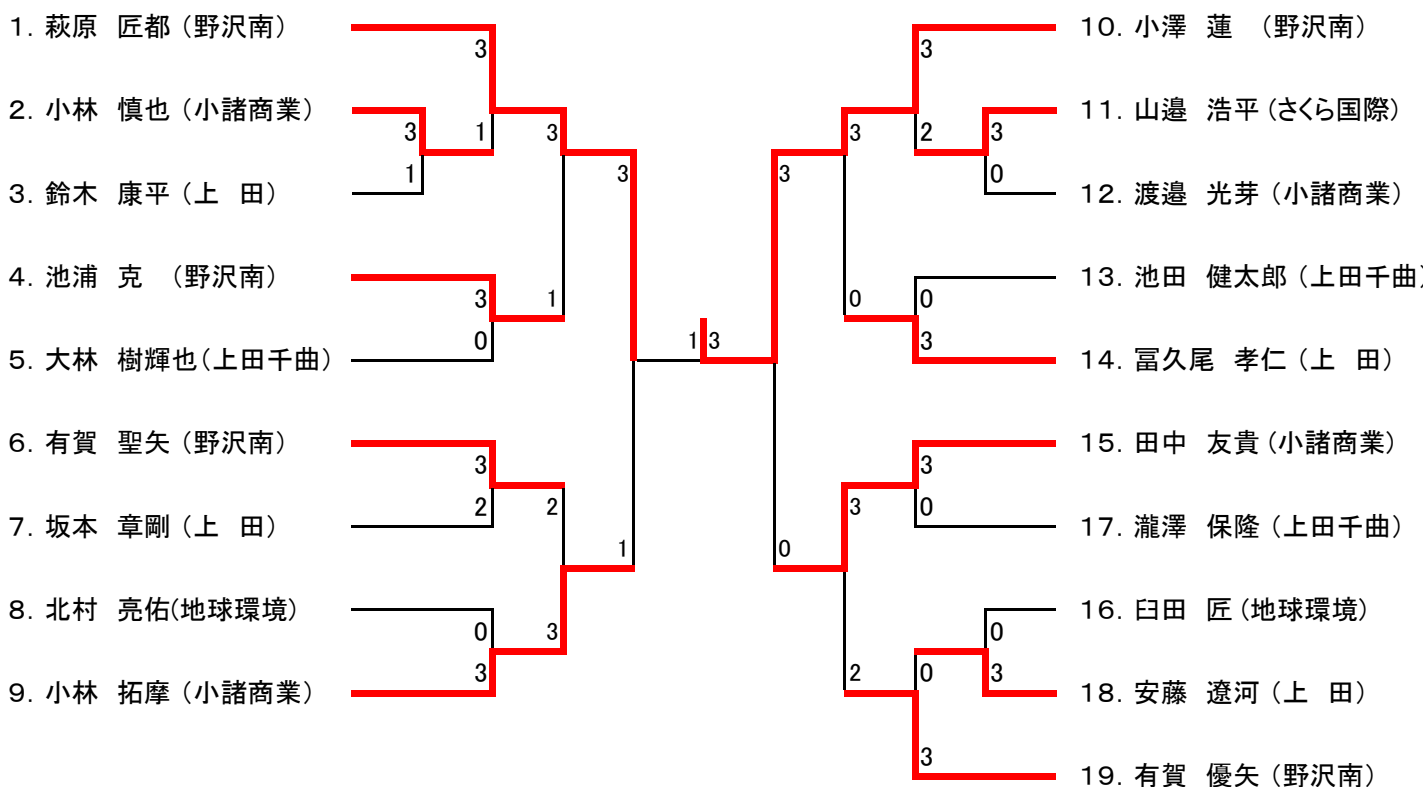 1. 萩原　匠都（野沢南）
2. 小林　慎也（小諸商業）
3. 鈴木　康平（上　田）
4. 池浦　克　（野沢南）
5. 大林　樹輝也（上田千曲）
6. 有賀　聖矢（野沢南）
7. 坂本　章剛（上　田）
8. 北村　亮佑(地球環境)
9. 小林　拓摩（小諸商業）
3
3
1
1
3
3
3
1
0
3
2
2
1
0
3
3
1
3
3
3
2
3
0
0
0
3
3
0
3
0
2
0
0
3
3
10. 小澤　蓮　（野沢南）
11. 山邉　浩平（さくら国際）
12. 渡邉　光芽（小諸商業）
13. 池田　健太郎（上田千曲）
14. 冨久尾　孝仁（上　田）
15. 田中　友貴（小諸商業）
17. 瀧澤　保隆（上田千曲）
16. 臼田　匠（地球環境）
18. 安藤　遼河（上　田）
19. 有賀　優矢（野沢南）